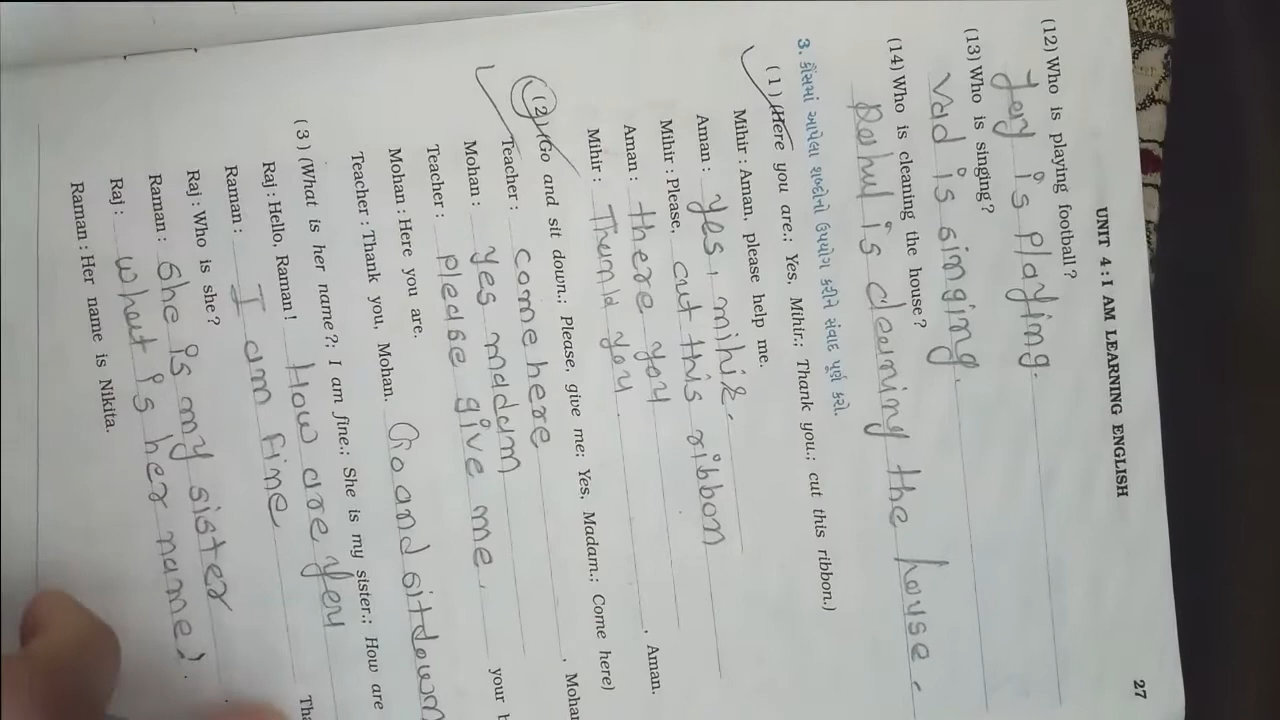 UNIT 4 : I AM LEARNING ENGLISH 27
(12) Who is playing football?
Jery is playing.
(13) Who is singing?
vad is singing.
(14) Who is cleaning the house?
Rahul is cleaning the house.
3. કૌંસમાં આપેલા શબ્દોનો ઉપયોગ કરીને સંવાદ પૂર્ણ કરો.
(1) (Here you are.; Yes, Mihir.; Thank you.; cut this ribbon.)
Mihir : Aman, please help me.
Aman : yes, mihir.
Mihir : Please, cut this ribbon
Aman : there you
Mihir : Thank you , Aman.
(2) (Go and sit down.; Please, give me; Yes, Madam.; Come here)
Teacher : come here , Mohan
Mohan : yes madam
Teacher : please give me. your
Mohan : Here you are.
Teacher : Thank you, Mohan. Go and sitdown
(3) (What is her name?; I am fine.; She is my sister.; How are
Raj : Hello, Raman! How are you
Raman : I am fine
Raj : Who is she?
Raman : she is my sister
Raj : what is her name?.
Raman : Her name is Nikita.